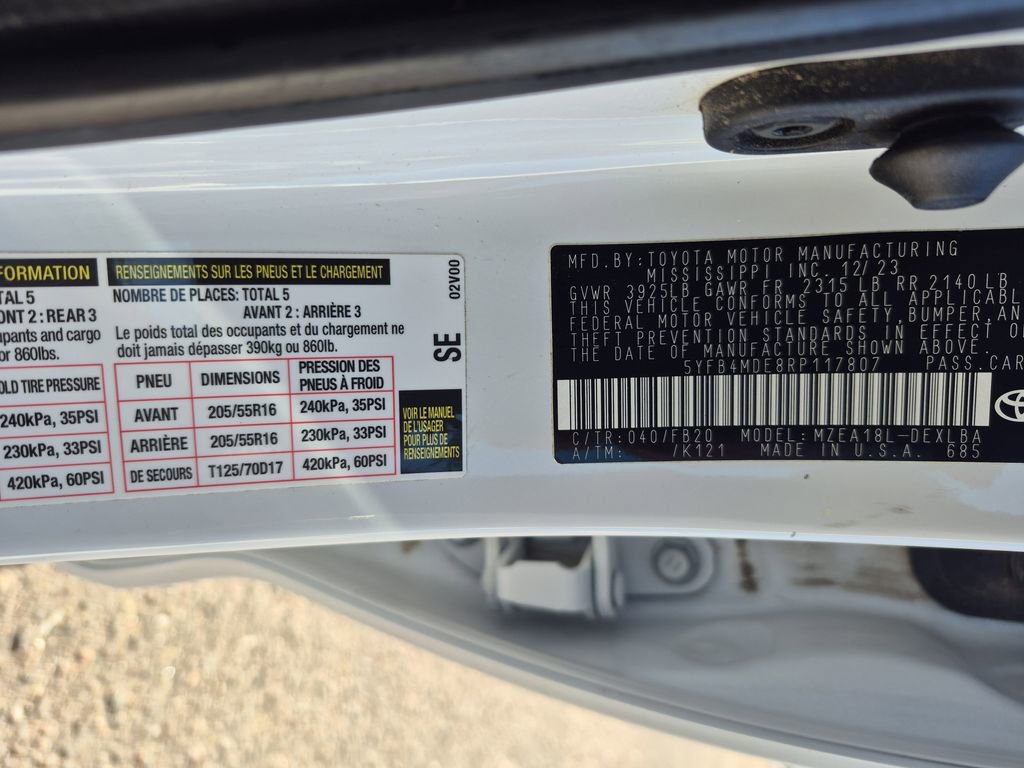 FORMATION
TAL 5
ONT 2 : REAR 3
upants and cargo
or 860lbs.
OLD TIRE PRESSURE
240kPa, 35PSI
230kPa, 33PSI
420kPa, 60PSI
RENSEIGNEMENTS SUR LES PNEUS ET LE CHARGEMENT
NOMBRE DE PLACES: TOTAL 5
AVANT 2 : ARRIÈRE 3
Le poids total des occupants et du chargement ne
doit jamais dépasser 390kg ou 860lb.
PNEU DIMENSIONS PRESSION DES PNEUS À FROID
AVANT 205/55R16 240kPa, 35PSI
ARRIÈRE 205/55R16 230kPa, 33PSI
DE SECOURS T125/70D17 420kPa, 60PSI
02V00
SE
VOIR LE MANUEL
DE L'USAGER
POUR PLUS DE
RENSEIGNEMENTS
MFD.BY:TOYOTA MOTOR MANUFACTURING
MISSISSIPPI INC. 12/23
GVWR 3925LB GAWR FR 2315LB RR 2140LB
THIS VEHICLE CONFORMS TO ALL APPLICABL
FEDERAL MOTOR VEHICLE SAFETY, BUMPER, AN
THEFT PREVENTION STANDARDS IN EFFECT O
THE DATE OF MANUFACTURE SHOWN ABOVE.
5YFB4MDE8RP117807 PASS.CAR
C/TR:040/FB20 MODEL:MZEA18L-DEXLBA
A/TM: /K121 MADE IN U.S.A. 685